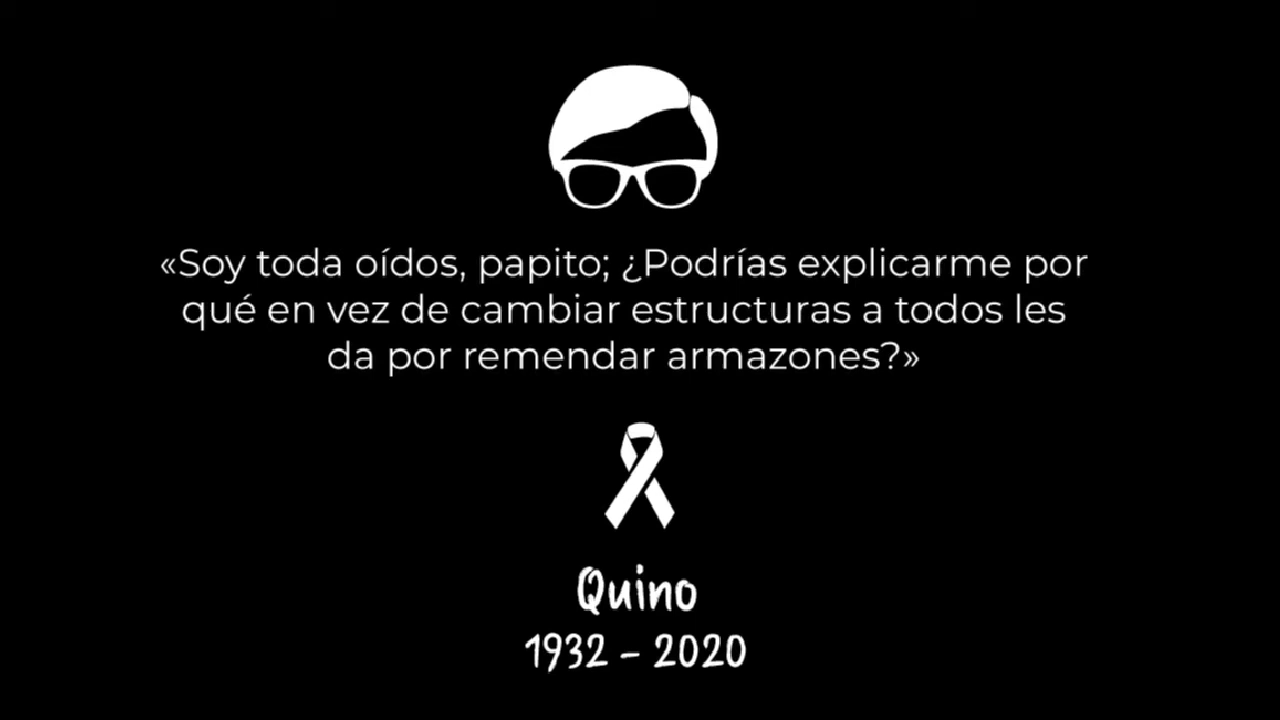 «Soy toda oídos, papito; ¿Podrías explicarme por
qué en vez de cambiar estructuras a todos les
da por remendar armazones?»
Quino
1932 - 2020